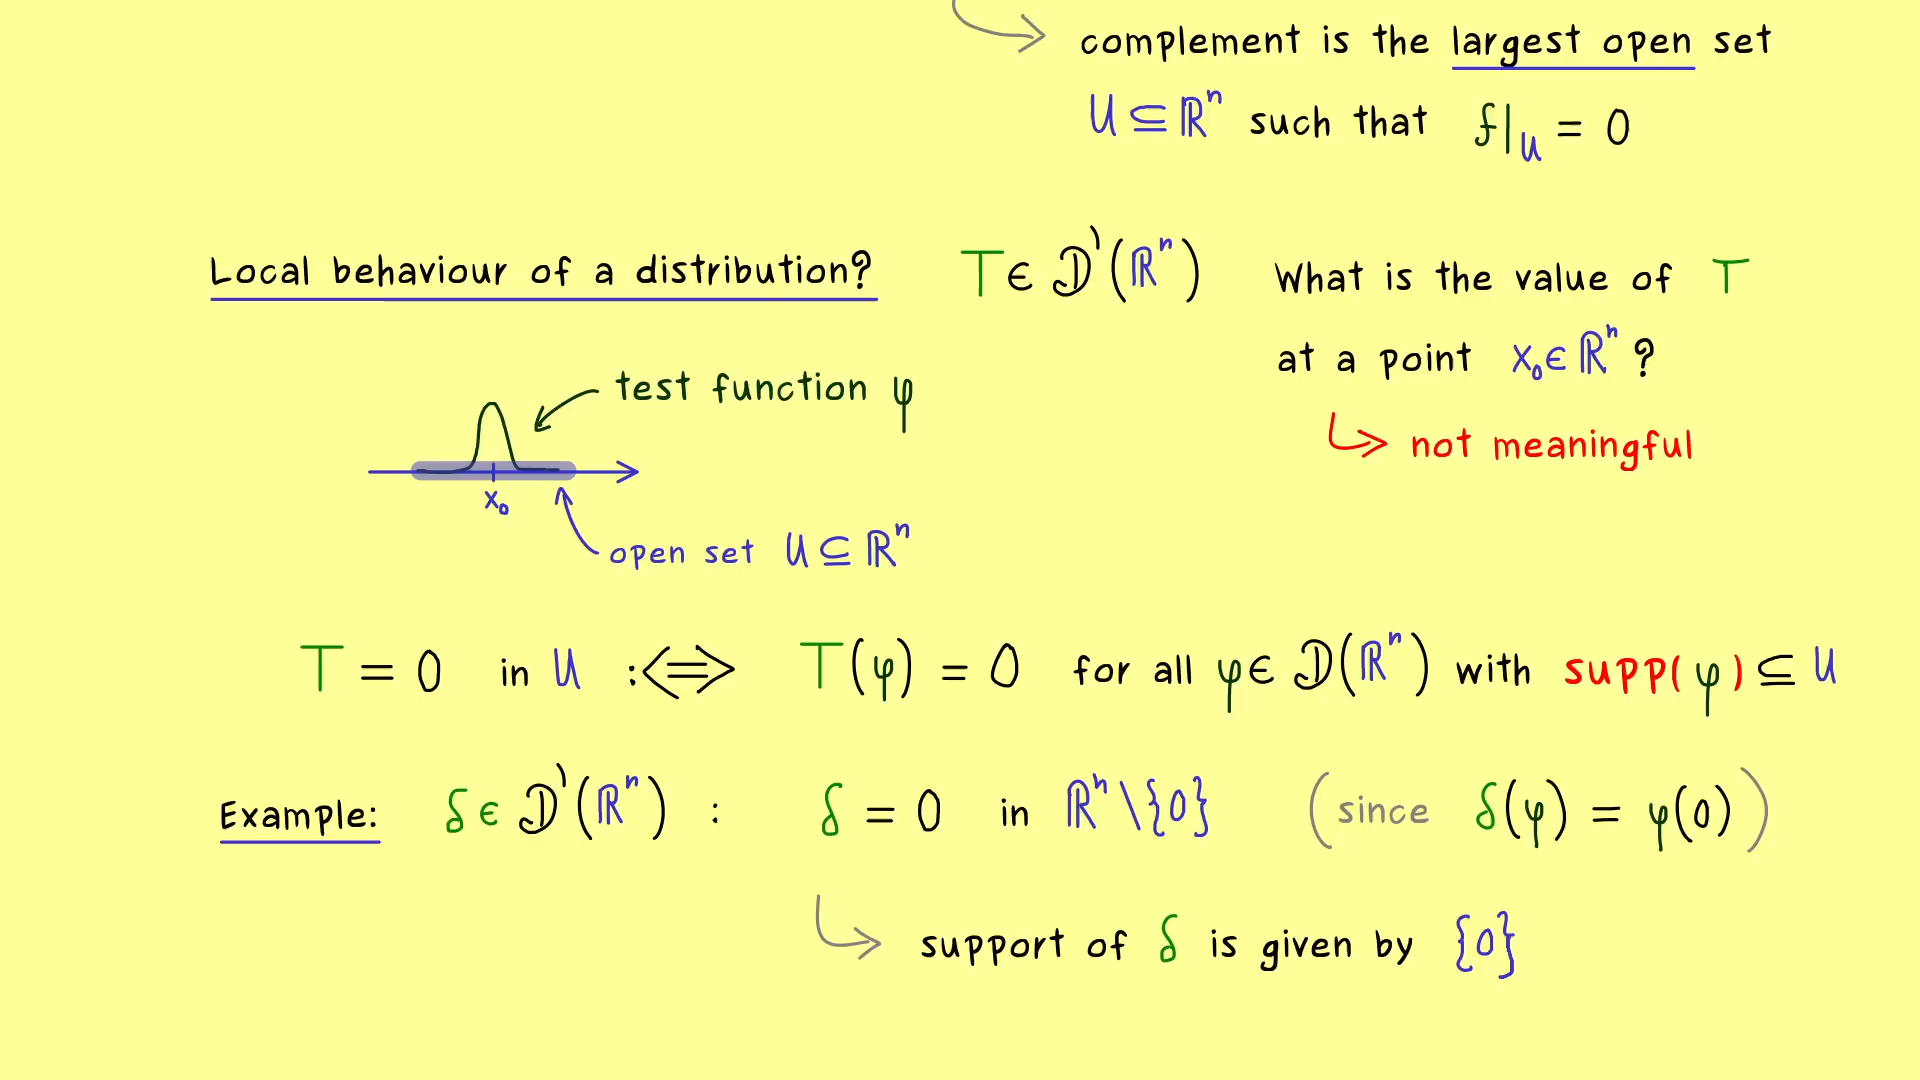 complement is the largest open set
U ⊆ ℝⁿ such that f|_U = 0
Local behaviour of a distribution? T ∈ 𝒟'(ℝⁿ) What is the value of T
at a point x₀ ∈ ℝⁿ ?
test function φ
not meaningful
x₀
open set U ⊆ ℝⁿ
T = 0 in U :⟺ T(φ) = 0 for all φ ∈ 𝒟(ℝⁿ) with supp(φ) ⊆ U
Example: δ ∈ 𝒟'(ℝⁿ) : δ = 0 in ℝⁿ \ {0} (since δ(φ) = φ(0))
support of δ is given by {0}